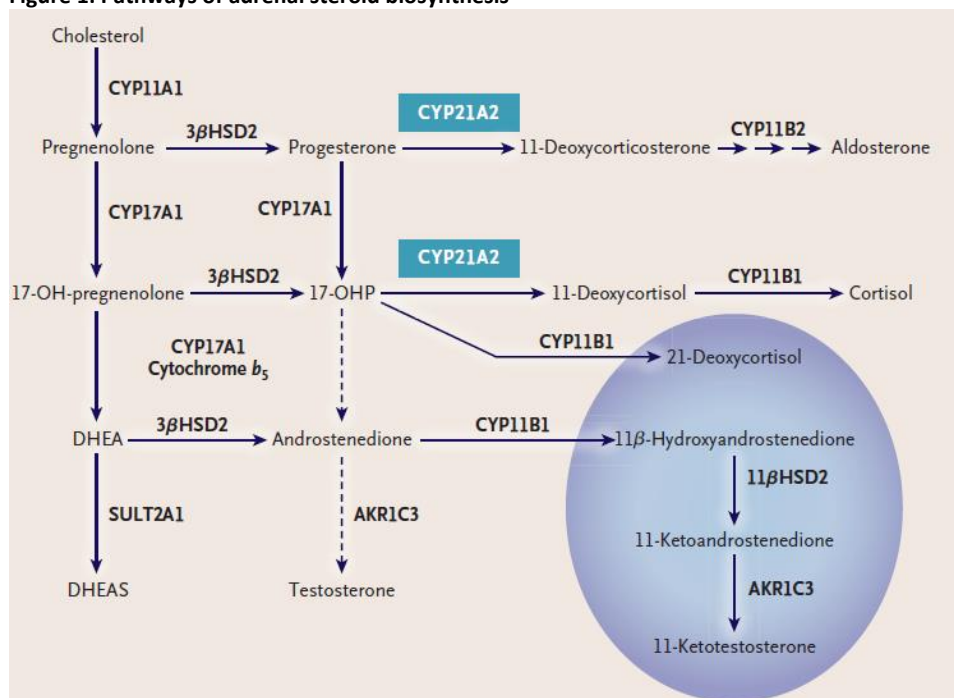 Figure 1. Pathways of adrenal steroid biosynthesis
Cholesterol
CYP11A1
CYP21A2
3βHSD2
CYP11B2
Pregnenolone
Progesterone
11-Deoxycorticosterone
Aldosterone
CYP17A1
CYP17A1
CYP21A2
3βHSD2
CYP11B1
17-OH-pregnenolone
17-OHP
11-Deoxycortisol
Cortisol
CYP11B1
21-Deoxycortisol
CYP17A1
Cytochrome b5
3βHSD2
CYP11B1
DHEA
Androstenedione
11β-Hydroxyandrostenedione
11βHSD2
SULT2A1
AKR1C3
11-Ketoandrostenedione
AKR1C3
DHEAS
Testosterone
11-Ketotestosterone